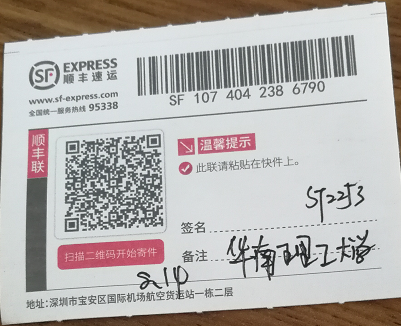 SF EXPRESS
顺丰速运
www.sf-express.com
全国统一服务热线 95338
SF 107 404 238 6790
顺丰联
温馨提示
此联请粘贴在快件上。
签名
备注 华南理工大学
扫描二维码开始寄件
地址:深圳市宝安区国际机场航空货运站一栋二层